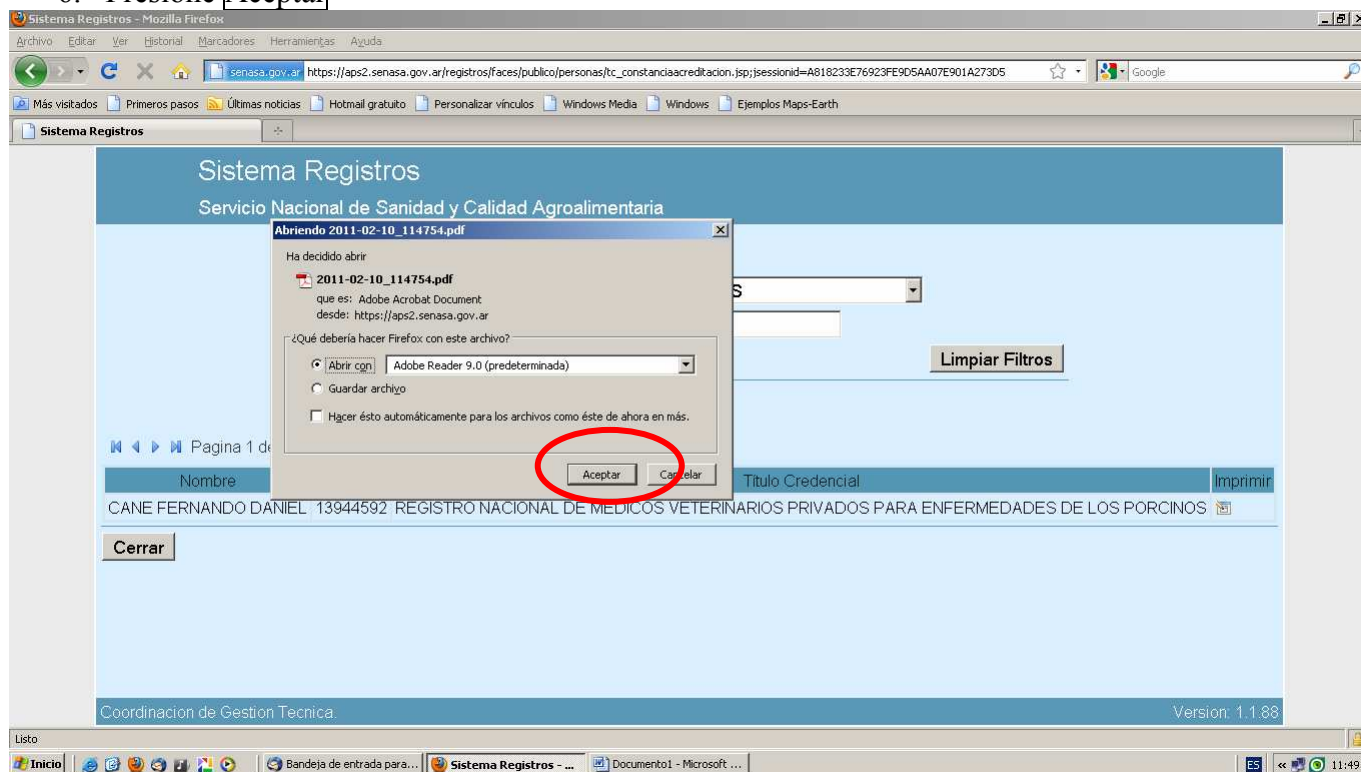 6. Presione Aceptar
Sistema Registros - Mozilla Firefox
Archivo Editar Ver Historial Marcadores Herramientas Ayuda
senasa.gov.ar https://aps2.senasa.gov.ar/registros/faces/publico/personas/tc_constanciaacreditacion.jsp;jsessionid=A818233E76923FE9D5AA07E901A273D5 Google
Más visitados Primeros pasos Últimas noticias Hotmail gratuito Personalizar vínculos Windows Media Windows Ejemplos Maps-Earth
Sistema Registros
Sistema Registros
Servicio Nacional de Sanidad y Calidad Agroalimentaria
Abriendo 2011-02-10_114754.pdf
Ha decidido abrir
2011-02-10_114754.pdf
que es: Adobe Acrobat Document
desde: https://aps2.senasa.gov.ar
¿Qué debería hacer Firefox con este archivo?
Abrir con Adobe Reader 9.0 (predeterminada)
Guardar archivo
Hacer ésto automáticamente para los archivos como éste de ahora en más.
Aceptar Cancelar
S
Limpiar Filtros
Pagina 1 de
Nombre Título Credencial Imprimir
CANE FERNANDO DANIEL 13944592 REGISTRO NACIONAL DE MEDICOS VETERINARIOS PRIVADOS PARA ENFERMEDADES DE LOS PORCINOS
Cerrar
Coordinacion de Gestion Tecnica. Version: 1.1.88
Listo
Inicio Bandeja de entrada para... Sistema Registros - ... Documento1 - Microsoft ... ES « 11:49